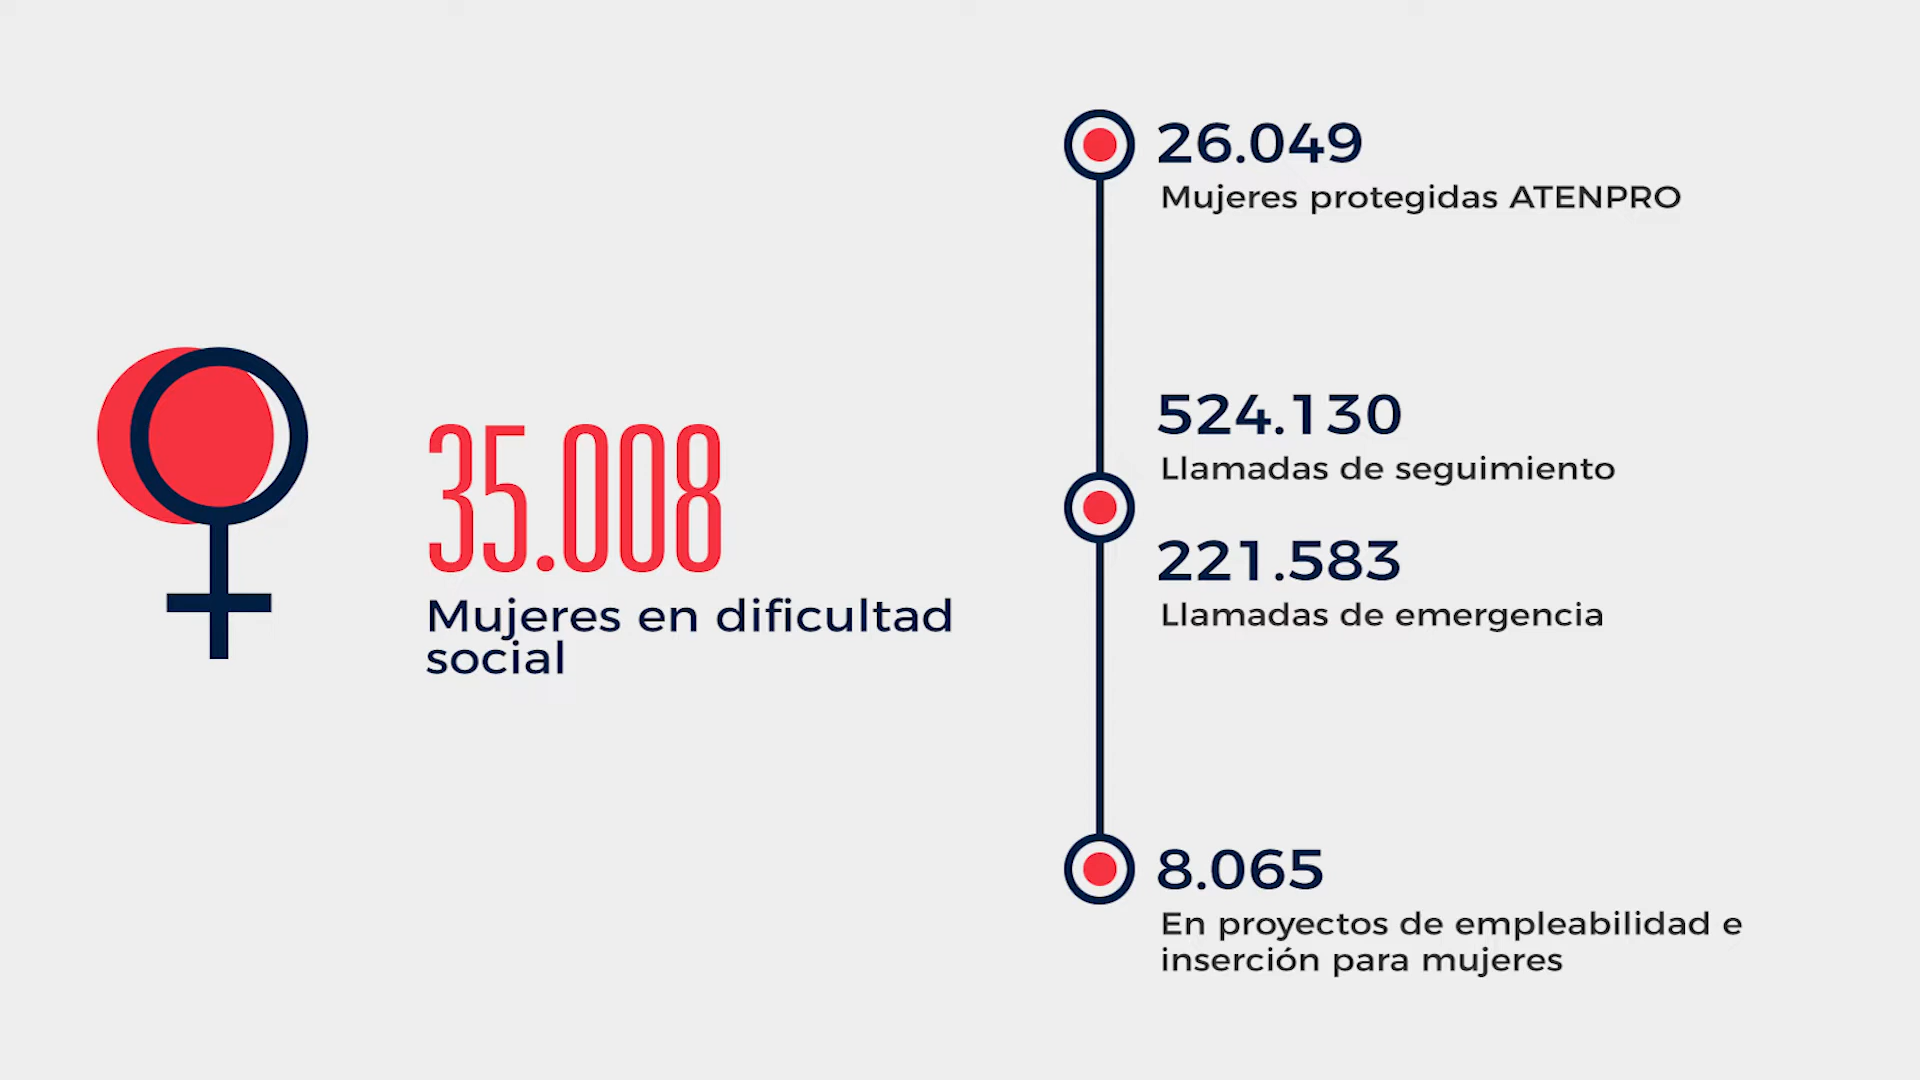 35.008
Mujeres en dificultad
social
26.049
Mujeres protegidas ATENPRO
524.130
Llamadas de seguimiento
221.583
Llamadas de emergencia
8.065
En proyectos de empleabilidad e
inserción para mujeres